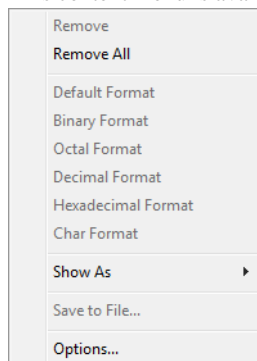 Remove
Remove All
Default Format
Binary Format
Octal Format
Decimal Format
Hexadecimal Format
Char Format
Show As
Save to File...
Options...